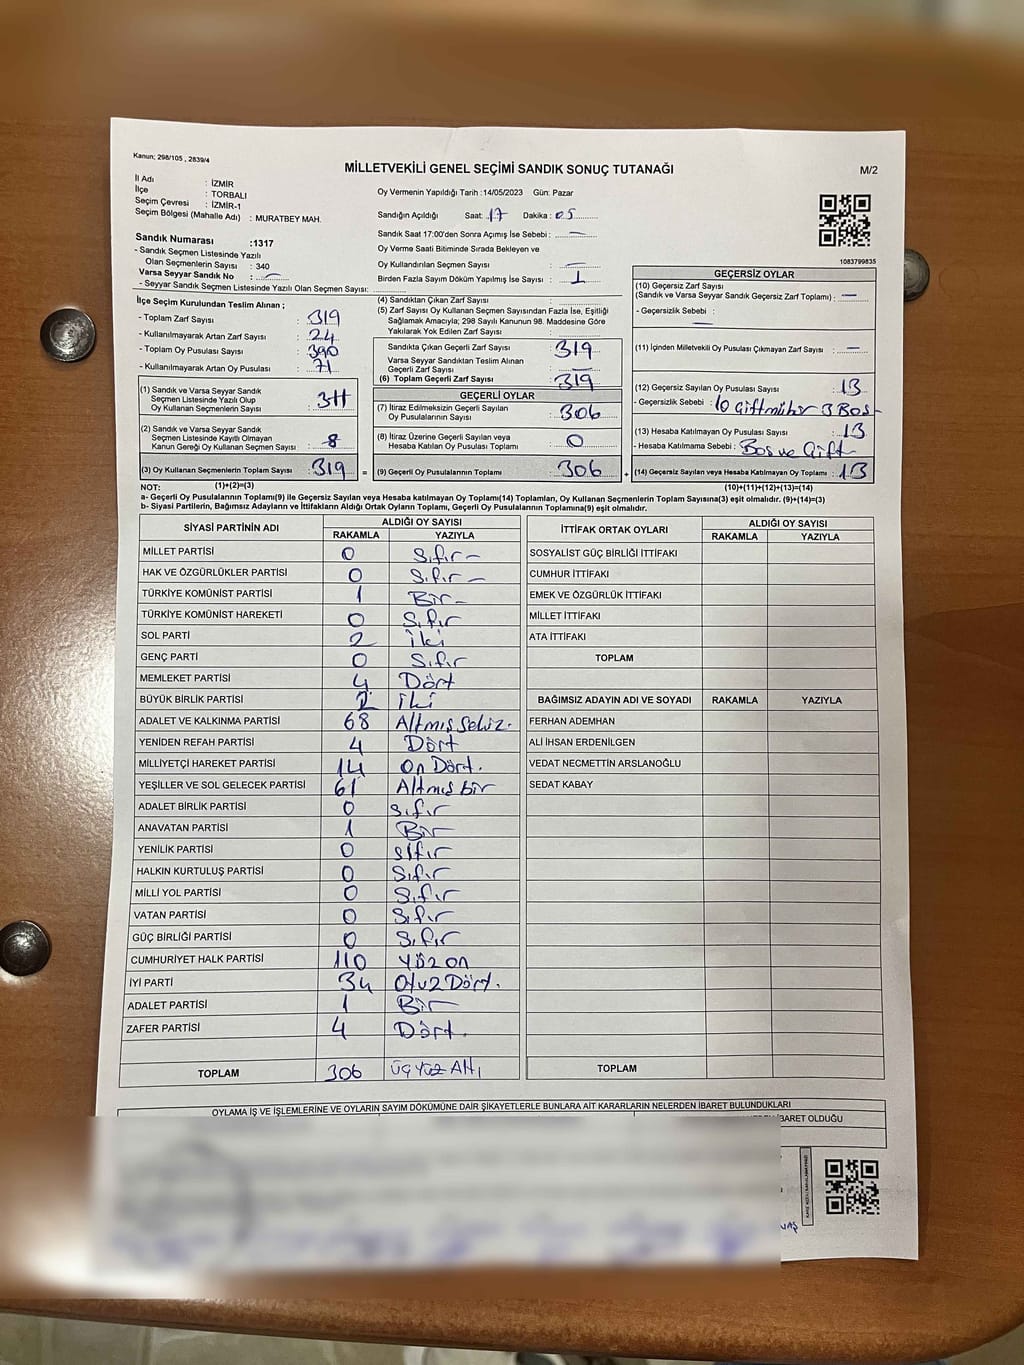 Kanun; 298/105 , 2839/4
MİLLETVEKİLİ GENEL SEÇİMİ SANDIK SONUÇ TUTANAĞI
M/2
İl Adı : İZMİR
İlçe : TORBALI
Seçim Çevresi : İZMİR-1
Seçim Bölgesi (Mahalle Adı) : MURATBEY MAH.
Oy Vermenin Yapıldığı Tarih :14/05/2023 Gün: Pazar
Sandığın Açıldığı Saat: 17 Dakika : 05
Sandık Saat 17:00'den Sonra Açımış İse Sebebi : —
Oy Verme Saati Bitiminde Sırada Bekleyen ve
Oy Kullandırılan Seçmen Sayısı : —
Birden Fazla Sayım Döküm Yapılmış İse Sayısı : 1
1083799835
Sandık Numarası :1317
- Sandık Seçmen Listesinde Yazılı
Olan Seçmenlerin Sayısı : 340
Varsa Seyyar Sandık No : —
- Seyyar Sandık Seçmen Listesinde Yazılı Olan Seçmen Sayısı:
İlçe Seçim Kurulundan Teslim Alınan ;
- Toplam Zarf Sayısı : 319
- Kullanılmayarak Artan Zarf Sayısı : 24
- Toplam Oy Pusulası Sayısı : 390
- Kullanılmayarak Artan Oy Pusulası : 71
(1) Sandık ve Varsa Seyyar Sandık
Seçmen Listesinde Yazılı Olup
Oy Kullanan Seçmenlerin Sayısı : 311
(2) Sandık ve Varsa Seyyar Sandık
Seçmen Listesinde Kayıtlı Olmayan
Kanun Gereği Oy Kullanan Seçmen Sayısı : 8
(3) Oy Kullanan Seçmenlerin Toplam Sayısı : 319 =
(1)+(2)=(3)
(4) Sandıktan Çıkan Zarf Sayısı :
(5) Zarf Sayısı Oy Kullanan Seçmen Sayısından Fazla İse, Eşitliği
Sağlamak Amacıyla; 298 Sayılı Kanunun 98. Maddesine Göre
Yakılarak Yok Edilen Zarf Sayısı :
Sandıkta Çıkan Geçerli Zarf Sayısı : 319
Varsa Seyyar Sandıktan Teslim Alınan
Geçerli Zarf Sayısı : —
(6) Toplam Geçerli Zarf Sayısı : 319
GEÇERLİ OYLAR
(7) İtiraz Edilmeksizin Geçerli Sayılan
Oy Pusulalarının Sayısı : 306
(8) İtiraz Üzerine Geçerli Sayılan veya
Hesaba Katılan Oy Pusulası Toplamı : 0
(9) Geçerli Oy Pusulalarının Toplamı : 306 +
GEÇERSİZ OYLAR
(10) Geçersiz Zarf Sayısı
(Sandık ve Varsa Seyyar Sandık Geçersiz Zarf Toplamı) : —
- Geçersizlik Sebebi : —
(11) İçinden Milletvekili Oy Pusulası Çıkmayan Zarf Sayısı : —
(12) Geçersiz Sayılan Oy Pusulası Sayısı : 13
- Geçersizlik Sebebi : 10 Çift mühür 3 Boş
(13) Hesaba Katılmayan Oy Pusulası Sayısı : 13
- Hesaba Katılmama Sebebi : Boş ve Çift
(14) Geçersiz Sayılan veya Hesaba Katılmayan Oy Toplamı : 13
(10)+(11)+(12)+(13)=(14)
NOT:
a- Geçerli Oy Pusulalarının Toplamı(9) ile Geçersiz Sayılan veya Hesaba katılmayan Oy Toplamı(14) Toplamları, Oy Kullanan Seçmenlerin Toplam Sayısına(3) eşit olmalıdır. (9)+(14)=(3)
b- Siyasi Partilerin, Bağımsız Adayların ve İttifakların Aldığı Ortak Oyların Toplamı, Geçerli Oy Pusulalarının Toplamına(9) eşit olmalıdır.
SİYASİ PARTİNİN ADI ALDIĞI OY SAYISI
RAKAMLA YAZIYLA
MİLLET PARTİSİ 0 Sıfır
HAK VE ÖZGÜRLÜKLER PARTİSİ 0 Sıfır
TÜRKİYE KOMÜNİST PARTİSİ 1 Bir
TÜRKİYE KOMÜNİST HAREKETİ 0 Sıfır
SOL PARTİ 2 iki
GENÇ PARTİ 0 Sıfır
MEMLEKET PARTİSİ 4 Dört
BÜYÜK BİRLİK PARTİSİ 2 iki
ADALET VE KALKINMA PARTİSİ 68 Altmış Sekiz.
YENİDEN REFAH PARTİSİ 4 Dört
MİLLİYETÇİ HAREKET PARTİSİ 14 On Dört.
YEŞİLLER VE SOL GELECEK PARTİSİ 61 Altmış bir
ADALET BİRLİK PARTİSİ 0 Sıfır
ANAVATAN PARTİSİ 1 Bir
YENİLİK PARTİSİ 0 sıfır
HALKIN KURTULUŞ PARTİSİ 0 Sıfır
MİLLİ YOL PARTİSİ 0 Sıfır
VATAN PARTİSİ 0 Sıfır
GÜÇ BİRLİĞİ PARTİSİ 0 Sıfır
CUMHURİYET HALK PARTİSİ 110 Yüz on
İYİ PARTİ 34 Otuz Dört.
ADALET PARTİSİ 1 Bir
ZAFER PARTİSİ 4 Dört.
TOPLAM 306 ÜÇ YÜZ ALTI
İTTİFAK ORTAK OYLARI ALDIĞI OY SAYISI
RAKAMLA YAZIYLA
SOSYALİST GÜÇ BİRLİĞİ İTTİFAKI
CUMHUR İTTİFAKI
EMEK VE ÖZGÜRLÜK İTTİFAKI
MİLLET İTTİFAKI
ATA İTTİFAKI
TOPLAM
BAĞIMSIZ ADAYIN ADI VE SOYADI RAKAMLA YAZIYLA
FERHAN ADEMHAN
ALİ İHSAN ERDENİLGEN
VEDAT NECMETTİN ARSLANOĞLU
SEDAT KABAY
TOPLAM
OYLAMA İŞ VE İŞLEMLERİNE VE OYLARIN SAYIM DÖKÜMÜNE DAİR ŞİKAYETLERLE BUNLARA AİT KARARLARIN NELERDEN İBARET BULUNDUKLARI
İBARET OLDUĞU